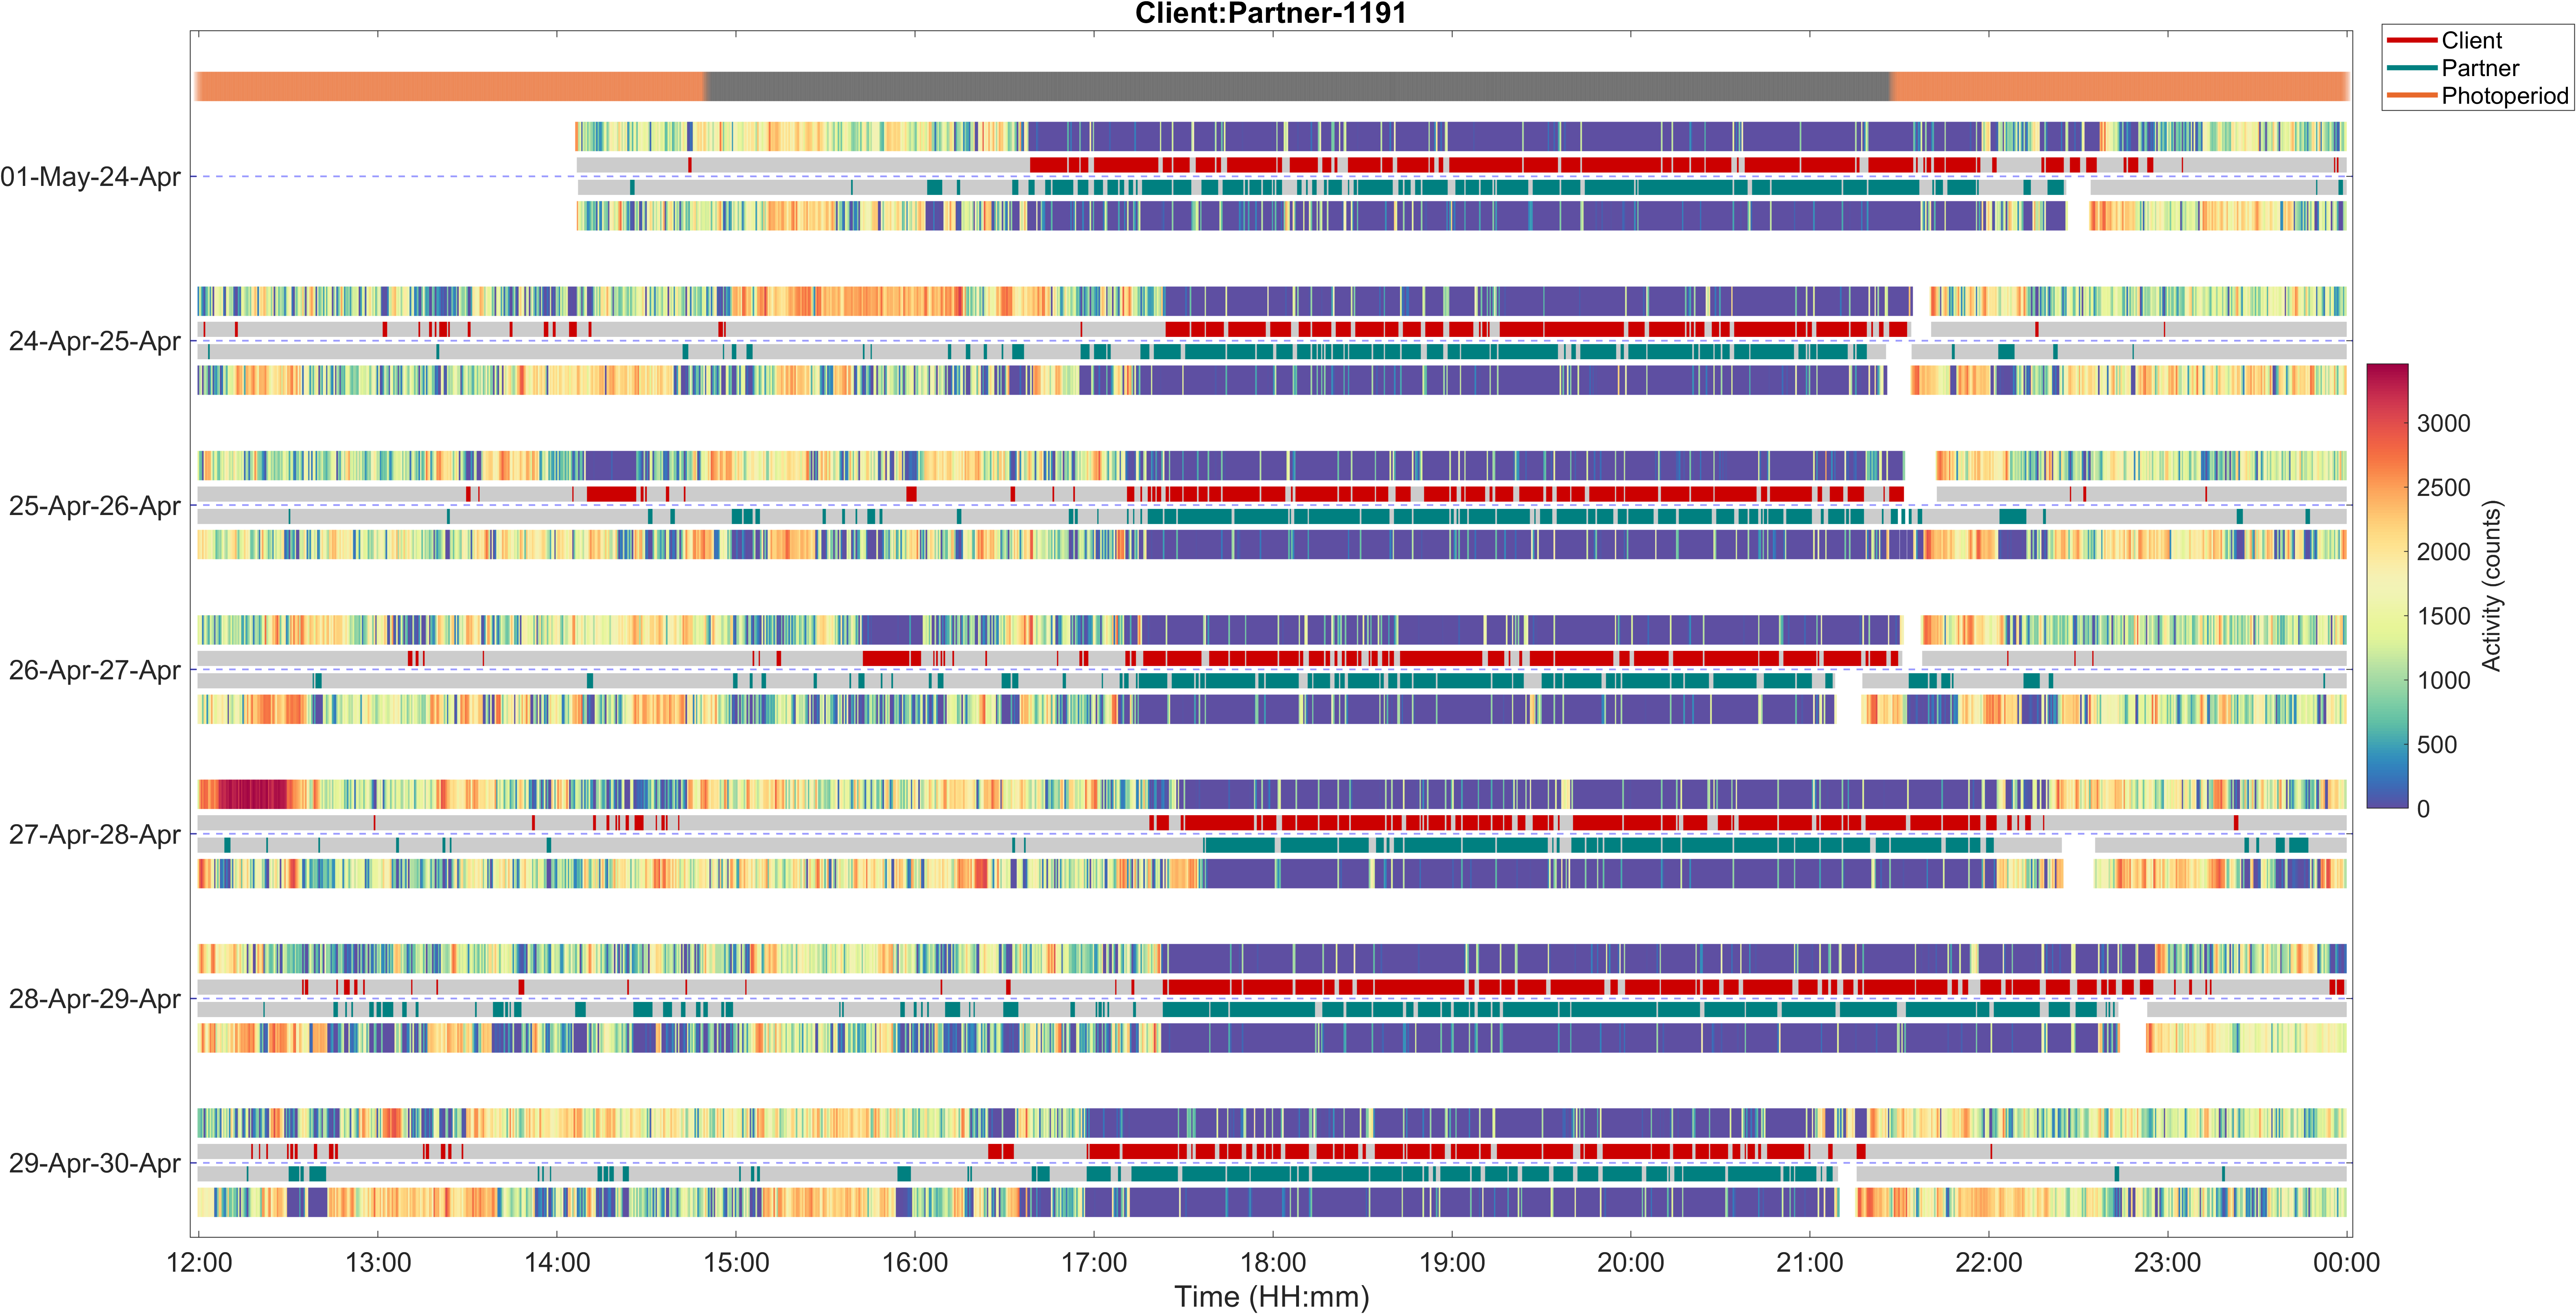 Client:Partner-1191
Client
Partner
Photoperiod
01-May-24-Apr
24-Apr-25-Apr
25-Apr-26-Apr
26-Apr-27-Apr
27-Apr-28-Apr
28-Apr-29-Apr
29-Apr-30-Apr
3000
2500
2000
1500
1000
500
0
Activity (counts)
12:00 13:00 14:00 15:00 16:00 17:00 18:00 19:00 20:00 21:00 22:00 23:00 00:00
Time (HH:mm)